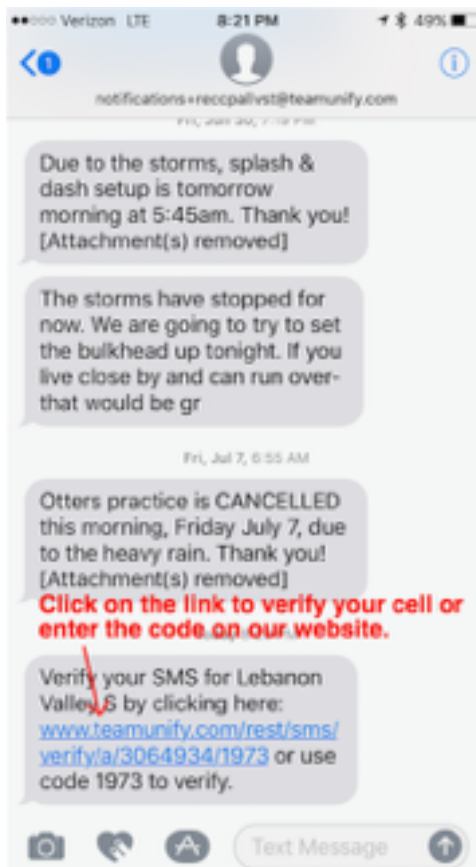 Verizon LTE 8:21 PM 49%
1
notifications+reccpallvst@teamunify.com
Due to the storms, splash &
dash setup is tomorrow
morning at 5:45am. Thank you!
[Attachment(s) removed]
The storms have stopped for
now. We are going to try to set
the bulkhead up tonight. If you
live close by and can run over-
that would be gr
Fri, Jul 7, 6:55 AM
Otters practice is CANCELLED
this morning, Friday July 7, due
to the heavy rain. Thank you!
[Attachment(s) removed]
Click on the link to verify your cell or
enter the code on our website.
Verify your SMS for Lebanon
Valley S by clicking here:
www.teamunify.com/rest/sms/
verify/a/3064934/1973 or use
code 1973 to verify.
Text Message